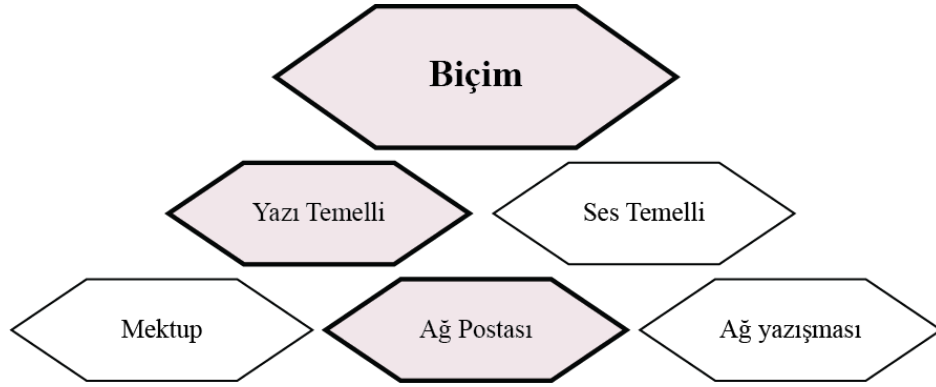 Biçim
Yazı Temelli
Ses Temelli
Mektup
Ağ Postası
Ağ yazışması